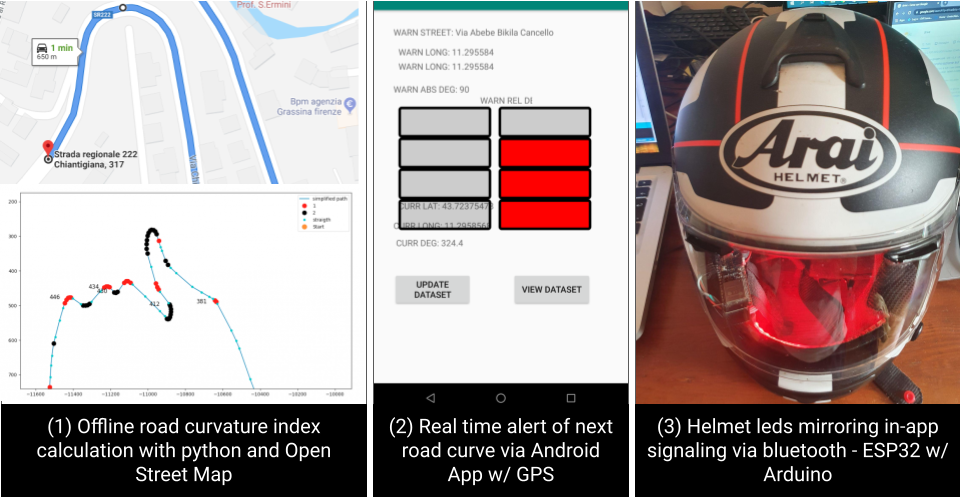 Prof. S.Ermini
SR222
1 min
650 m
Bpm agenzia
Grassina firenze
Strada regionale 222
Chiantigiana, 317
simplified path
1
2
straigth
Start
200
300
400
500
600
700
446
434
412
381
−11600
−11400
−11200
−11000
−10800
−10600
−10400
−10200
−10000
(1) Offline road curvature index
calculation with python and Open
Street Map
WARN STREET: Via Abebe Bikila Cancello
WARN LONG: 11.295584
WARN LONG: 11.295584
WARN ABS DEG: 90
WARN REL DI
CURR LAT: 43.7237547
CURR LONG: 11.295856
CURR DEG: 324.4
UPDATE
DATASET
VIEW DATASET
(2) Real time alert of next
road curve via Android
App w/ GPS
Arai
HELMET®
(3) Helmet leds mirroring in-app
signaling via bluetooth - ESP32 w/
Arduino